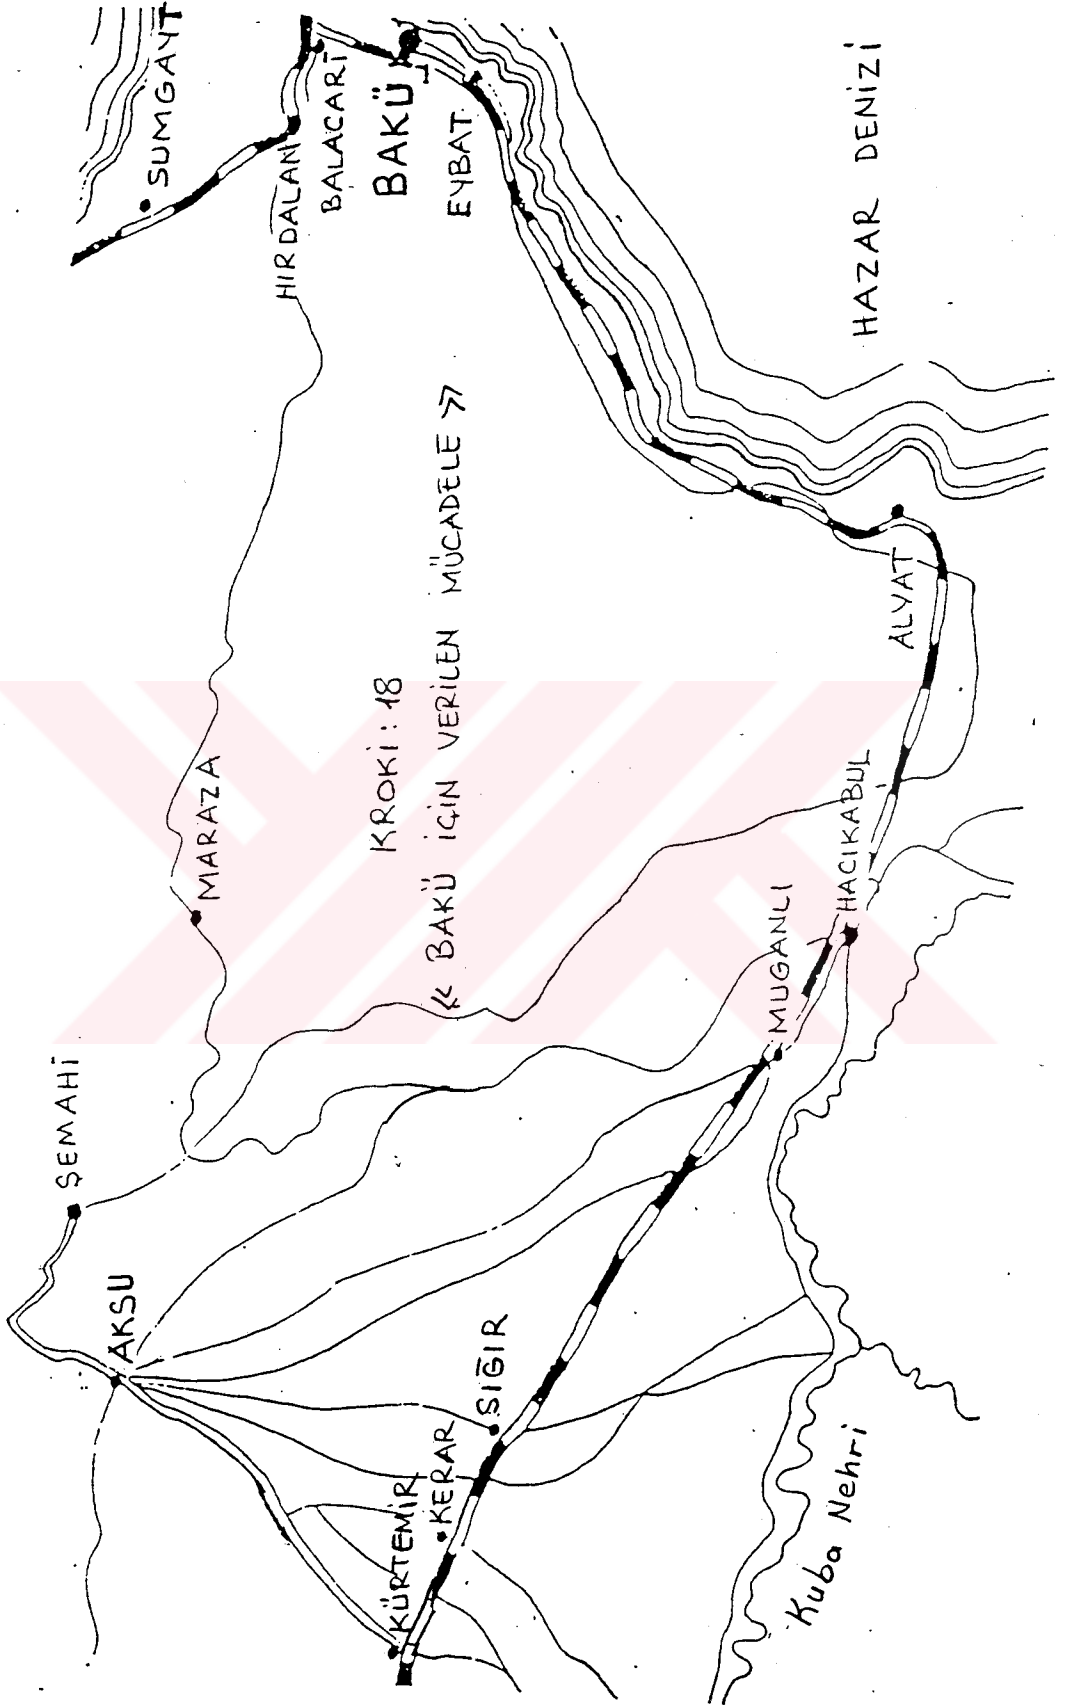 SUMGAYT
HIRDALAN
BALACARİ
BAKÜ
EYBAT
HAZAR DENİZİ
ALYAT
KROKİ : 18
« BAKÜ İÇİN VERİLEN MÜCADELE »
MARAZA
HACIKABUL
MUGANLI
ŞEMAHİ
AKSU
SIĞIR
KERAR
KÜRTEMİR
Kuba Nehri